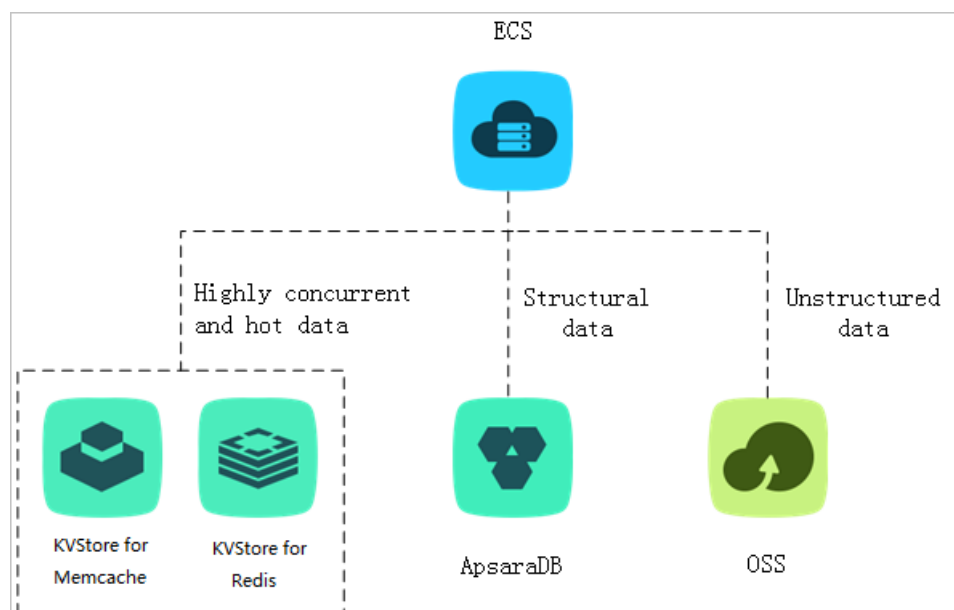 ECS
Highly concurrent
and hot data
Structural
data
Unstructured
data
KVStore for
Memcache
KVStore for
Redis
ApsaraDB
OSS